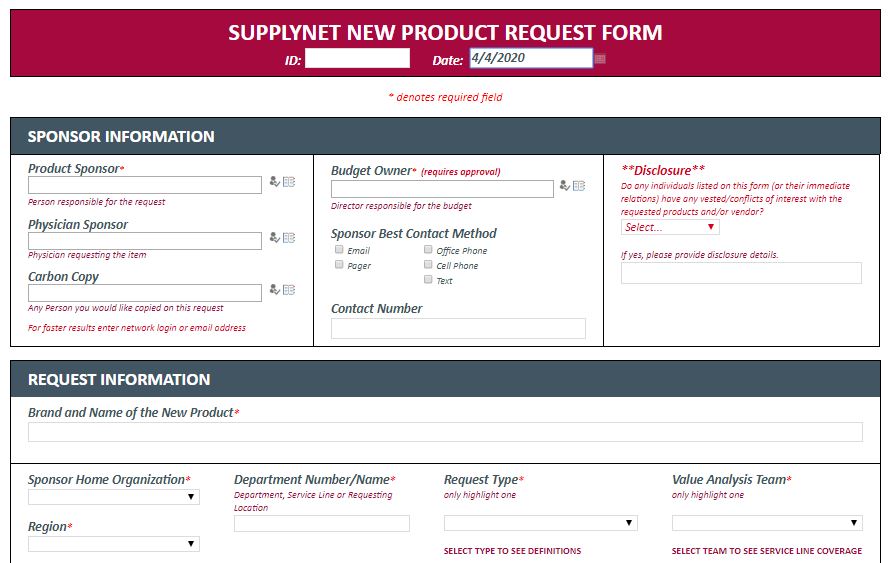 SUPPLYNET NEW PRODUCT REQUEST FORM
ID: Date: 4/4/2020
* denotes required field
SPONSOR INFORMATION
Product Sponsor*
Person responsible for the request
Physician Sponsor
Physician requesting the item
Carbon Copy
Any Person you would like copied on this request
For faster results enter network login or email address
Budget Owner* (requires approval)
Director responsible for the budget
Sponsor Best Contact Method
Email Office Phone
Pager Cell Phone
Text
Contact Number
**Disclosure**
Do any individuals listed on this form (or their immediate
relations) have any vested/conflicts of interest with the
requested products and/or vendor?
Select...
If yes, please provide disclosure details.
REQUEST INFORMATION
Brand and Name of the New Product*
Sponsor Home Organization*
Region*
Department Number/Name*
Department, Service Line or Requesting
Location
Request Type*
only highlight one
SELECT TYPE TO SEE DEFINITIONS
Value Analysis Team*
only highlight one
SELECT TEAM TO SEE SERVICE LINE COVERAGE